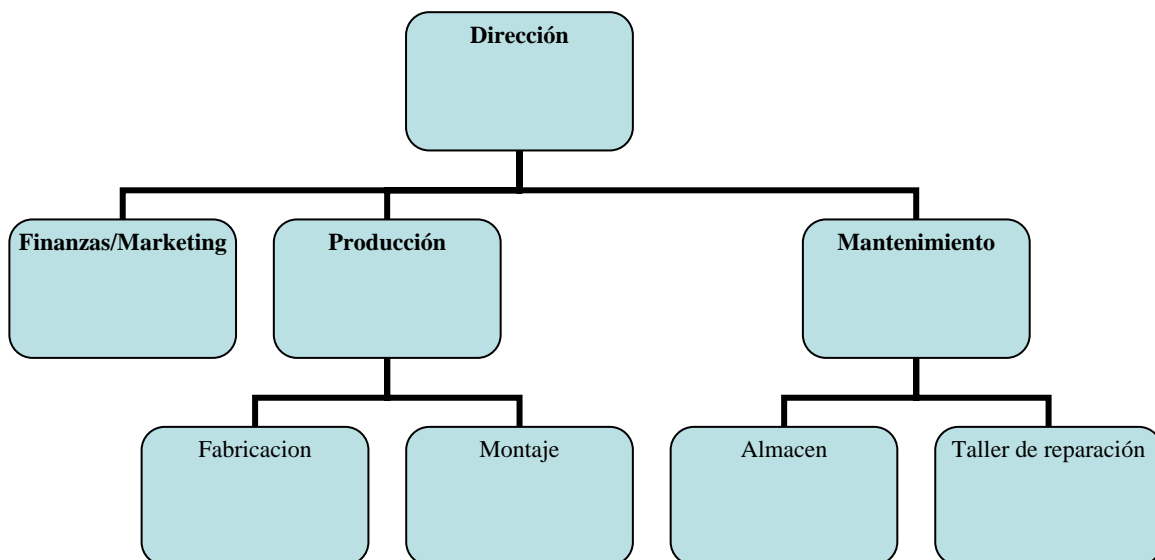 Dirección
Finanzas/Marketing
Producción
Mantenimiento
Fabricacion
Montaje
Almacen
Taller de reparación